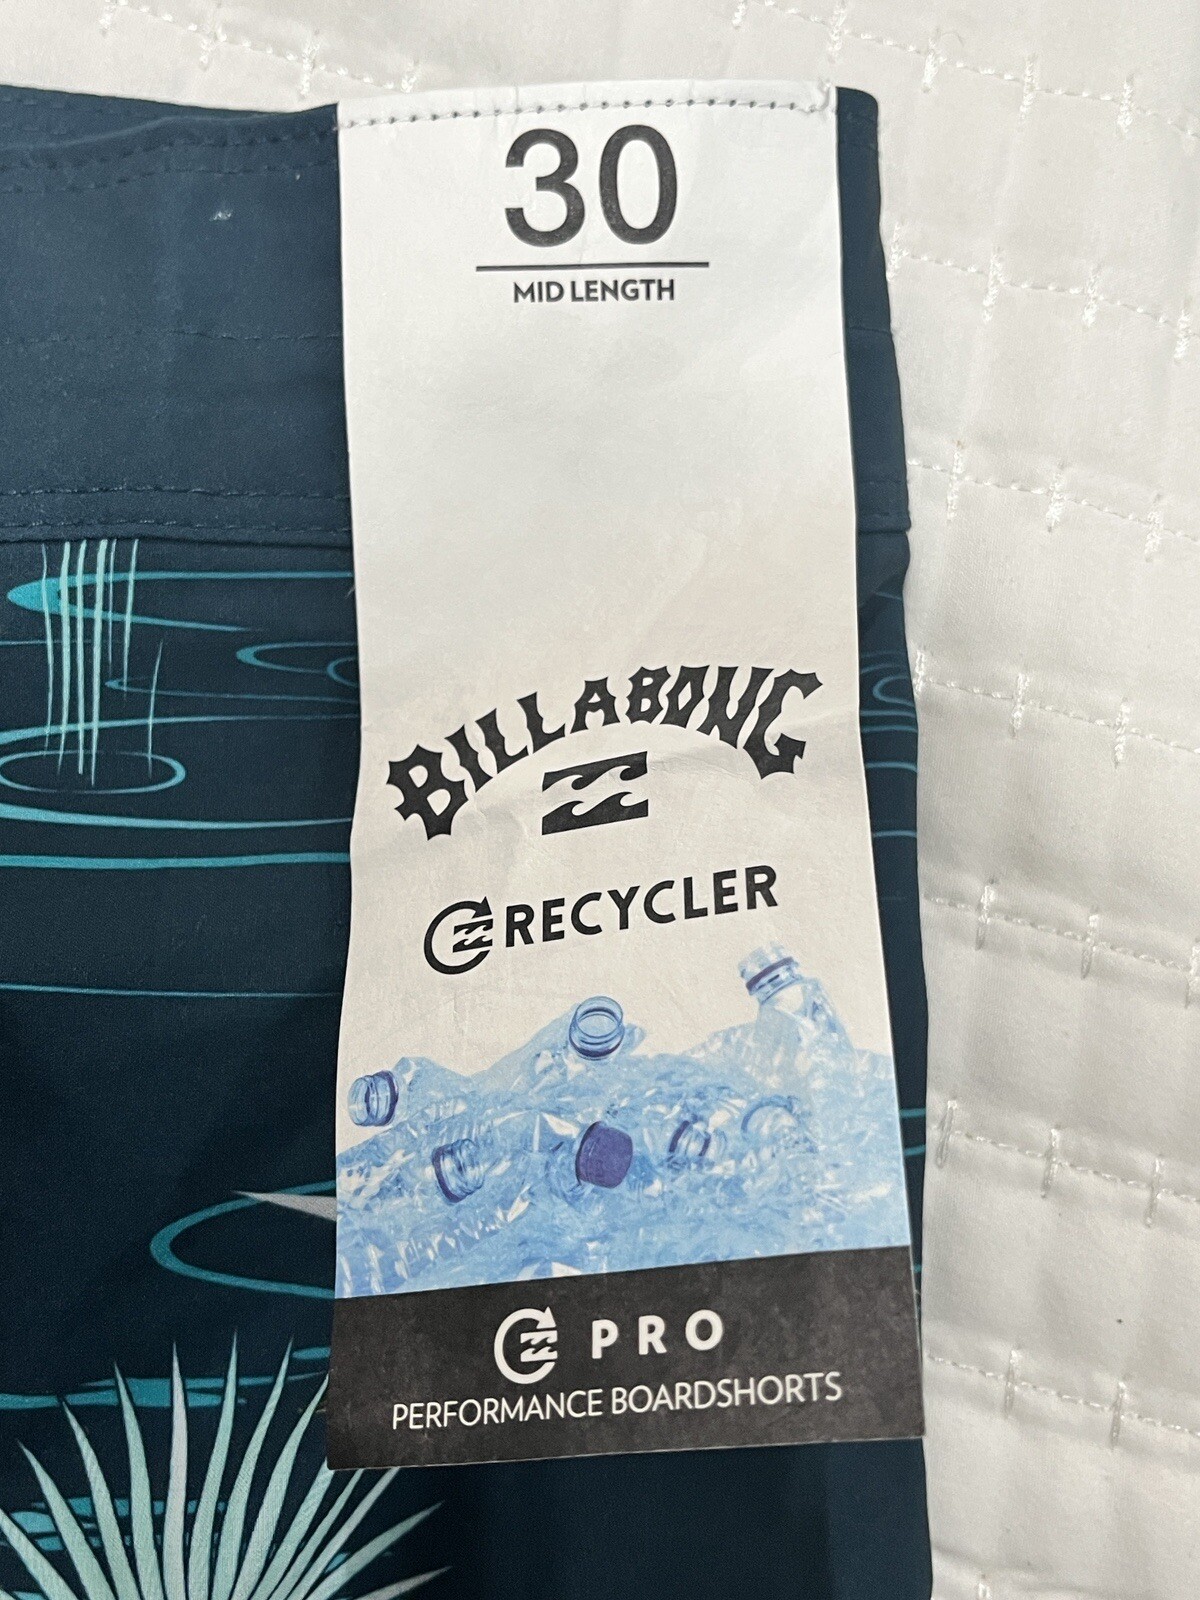 30
MID LENGTH
BILLABONG
RECYCLER
PRO
PERFORMANCE BOARDSHORTS